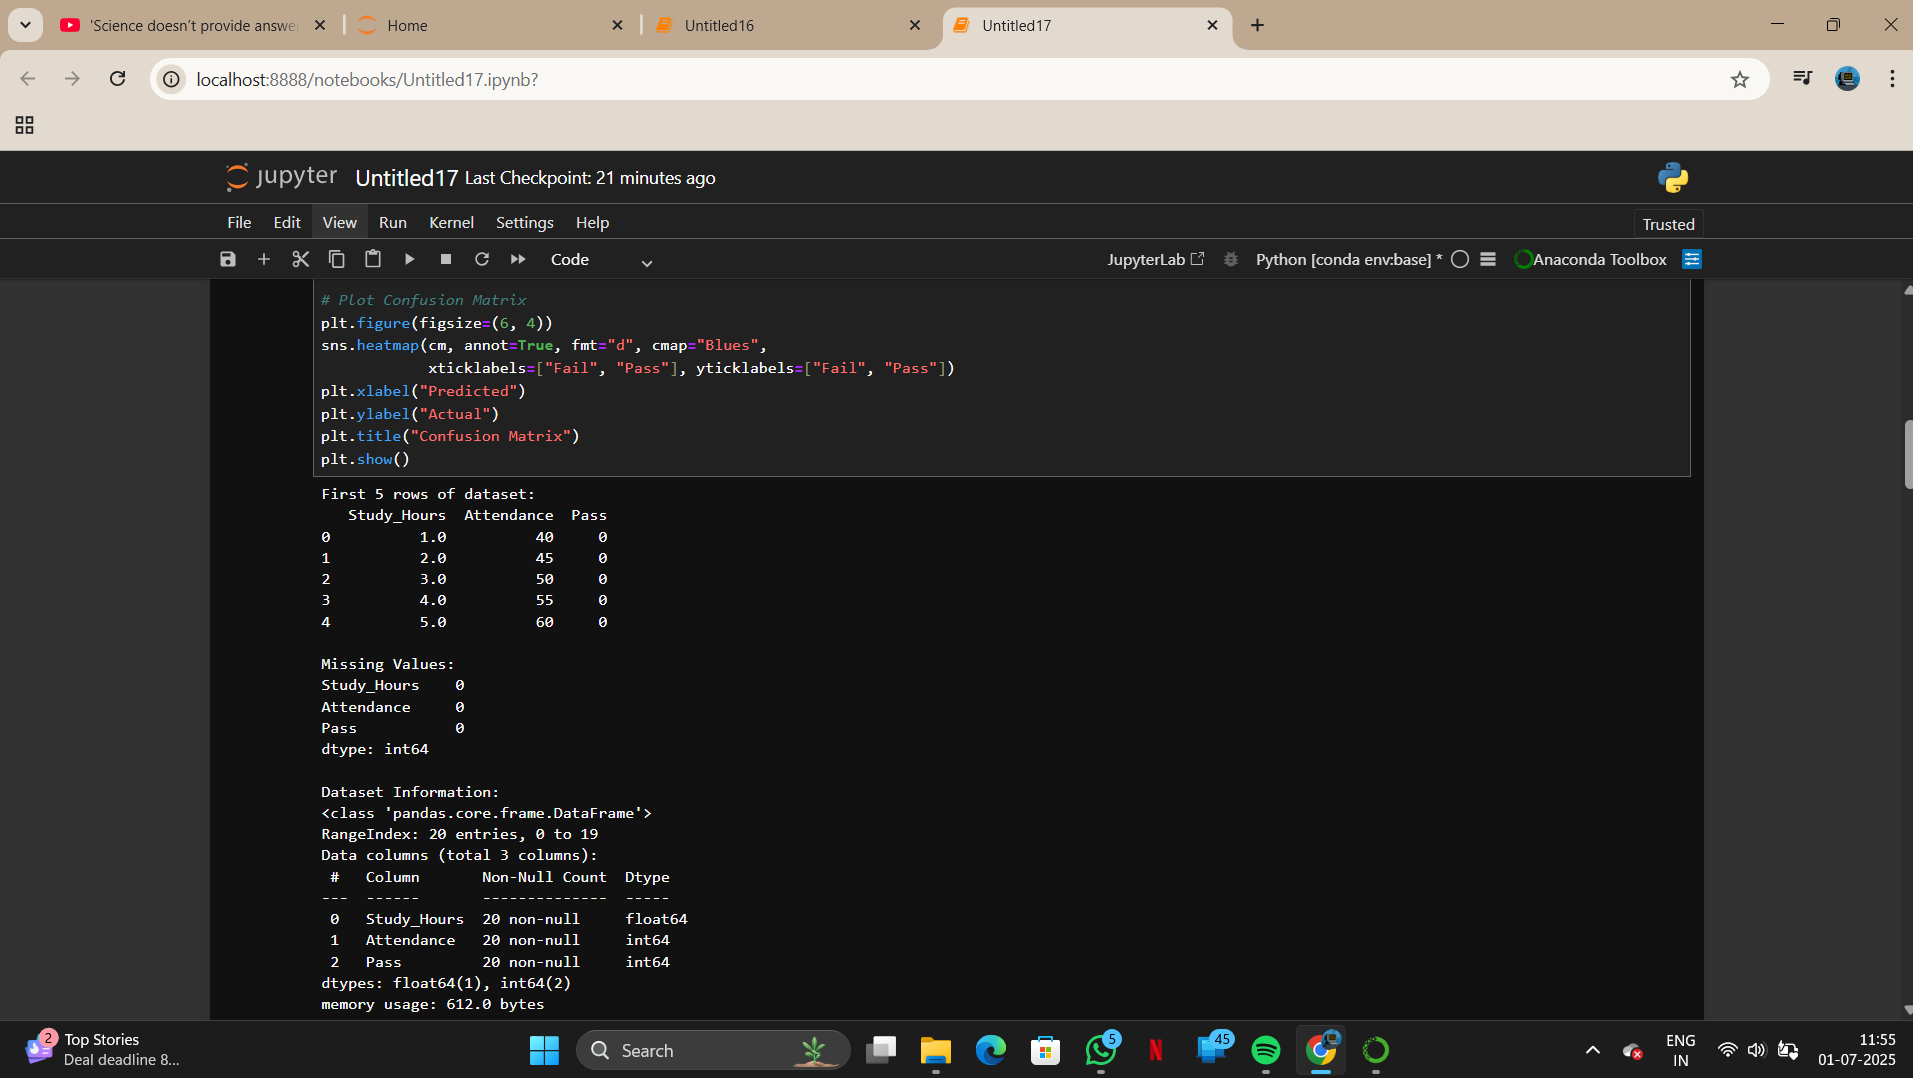 'Science doesn't provide answe
Home
Untitled16
Untitled17
localhost:8888/notebooks/Untitled17.ipynb?
jupyter Untitled17 Last Checkpoint: 21 minutes ago
File Edit View Run Kernel Settings Help
Trusted
Code
JupyterLab
Python [conda env:base] *
Anaconda Toolbox
# Plot Confusion Matrix
plt.figure(figsize=(6, 4))
sns.heatmap(cm, annot=True, fmt="d", cmap="Blues",
            xticklabels=["Fail", "Pass"], yticklabels=["Fail", "Pass"])
plt.xlabel("Predicted")
plt.ylabel("Actual")
plt.title("Confusion Matrix")
plt.show()
First 5 rows of dataset:
   Study_Hours  Attendance  Pass
0          1.0          40     0
1          2.0          45     0
2          3.0          50     0
3          4.0          55     0
4          5.0          60     0
Missing Values:
Study_Hours    0
Attendance     0
Pass           0
dtype: int64
Dataset Information:
<class 'pandas.core.frame.DataFrame'>
RangeIndex: 20 entries, 0 to 19
Data columns (total 3 columns):
 #   Column       Non-Null Count  Dtype
---  ------       --------------  -----
 0   Study_Hours  20 non-null     float64
 1   Attendance   20 non-null     int64
 2   Pass         20 non-null     int64
dtypes: float64(1), int64(2)
memory usage: 612.0 bytes
2
Top Stories
Deal deadline 8...
Search
5
45
ENG
IN
11:55
01-07-2025